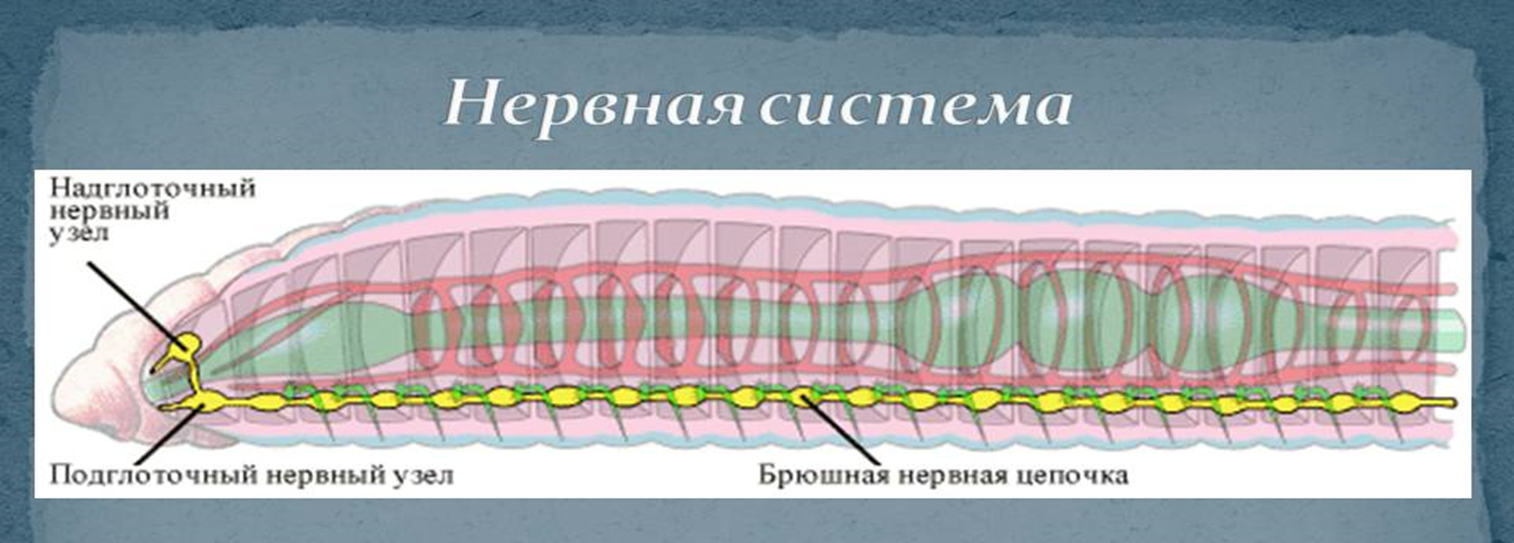 Нервная система
Надглоточный
нервный
узел
Подглоточный нервный узел
Брюшная нервная цепочка